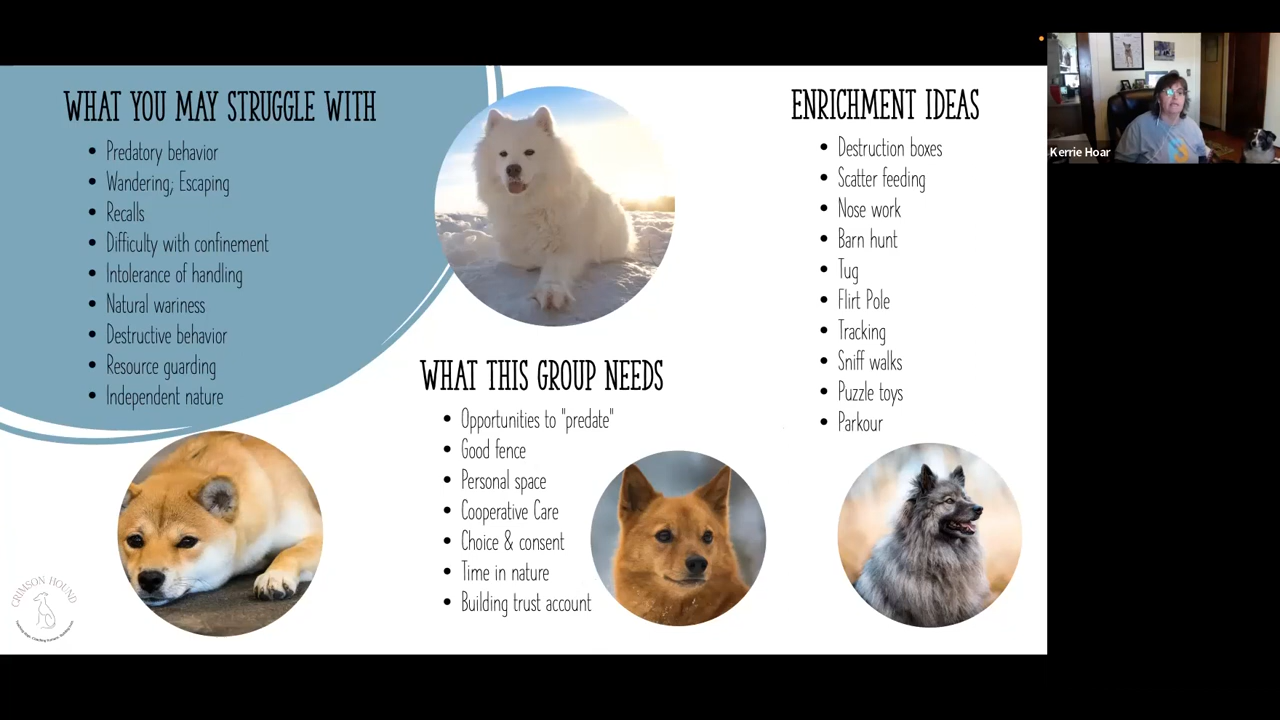 WHAT YOU MAY STRUGGLE WITH
• Predatory behavior
• Wandering; Escaping
• Recalls
• Difficulty with confinement
• Intolerance of handling
• Natural wariness
• Destructive behavior
• Resource guarding
• Independent nature
WHAT THIS GROUP NEEDS
• Opportunities to "predate"
• Good fence
• Personal space
• Cooperative Care
• Choice & consent
• Time in nature
• Building trust account
ENRICHMENT IDEAS
• Destruction boxes
• Scatter feeding
• Nose work
• Barn hunt
• Tug
• Flirt Pole
• Tracking
• Sniff walks
• Puzzle toys
• Parkour
Kerrie Hoar
CRIMSON HOUND